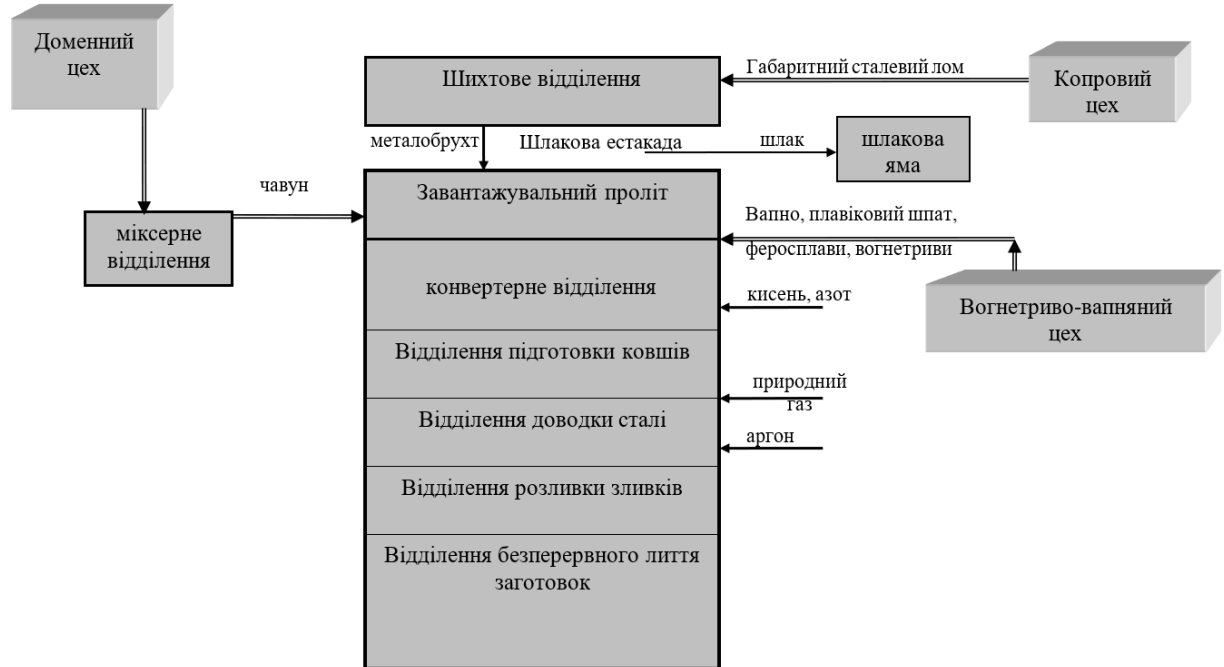 Доменний
цех
Шихтове відділення
Габаритний сталевий лом
Копровий
цех
металобрухт
Шлакова естакада
шлак
шлакова
яма
чавун
Завантажувальний проліт
міксерне
відділення
Вапно, плавіковий шпат,
феросплави, вогнетриви
конвертерне відділення
кисень, азот
Вогнетриво-вапняний
цех
Відділення підготовки ковшів
природний
газ
Відділення доводки сталі
аргон
Відділення розливки зливків
Відділення безперервного лиття
заготовок